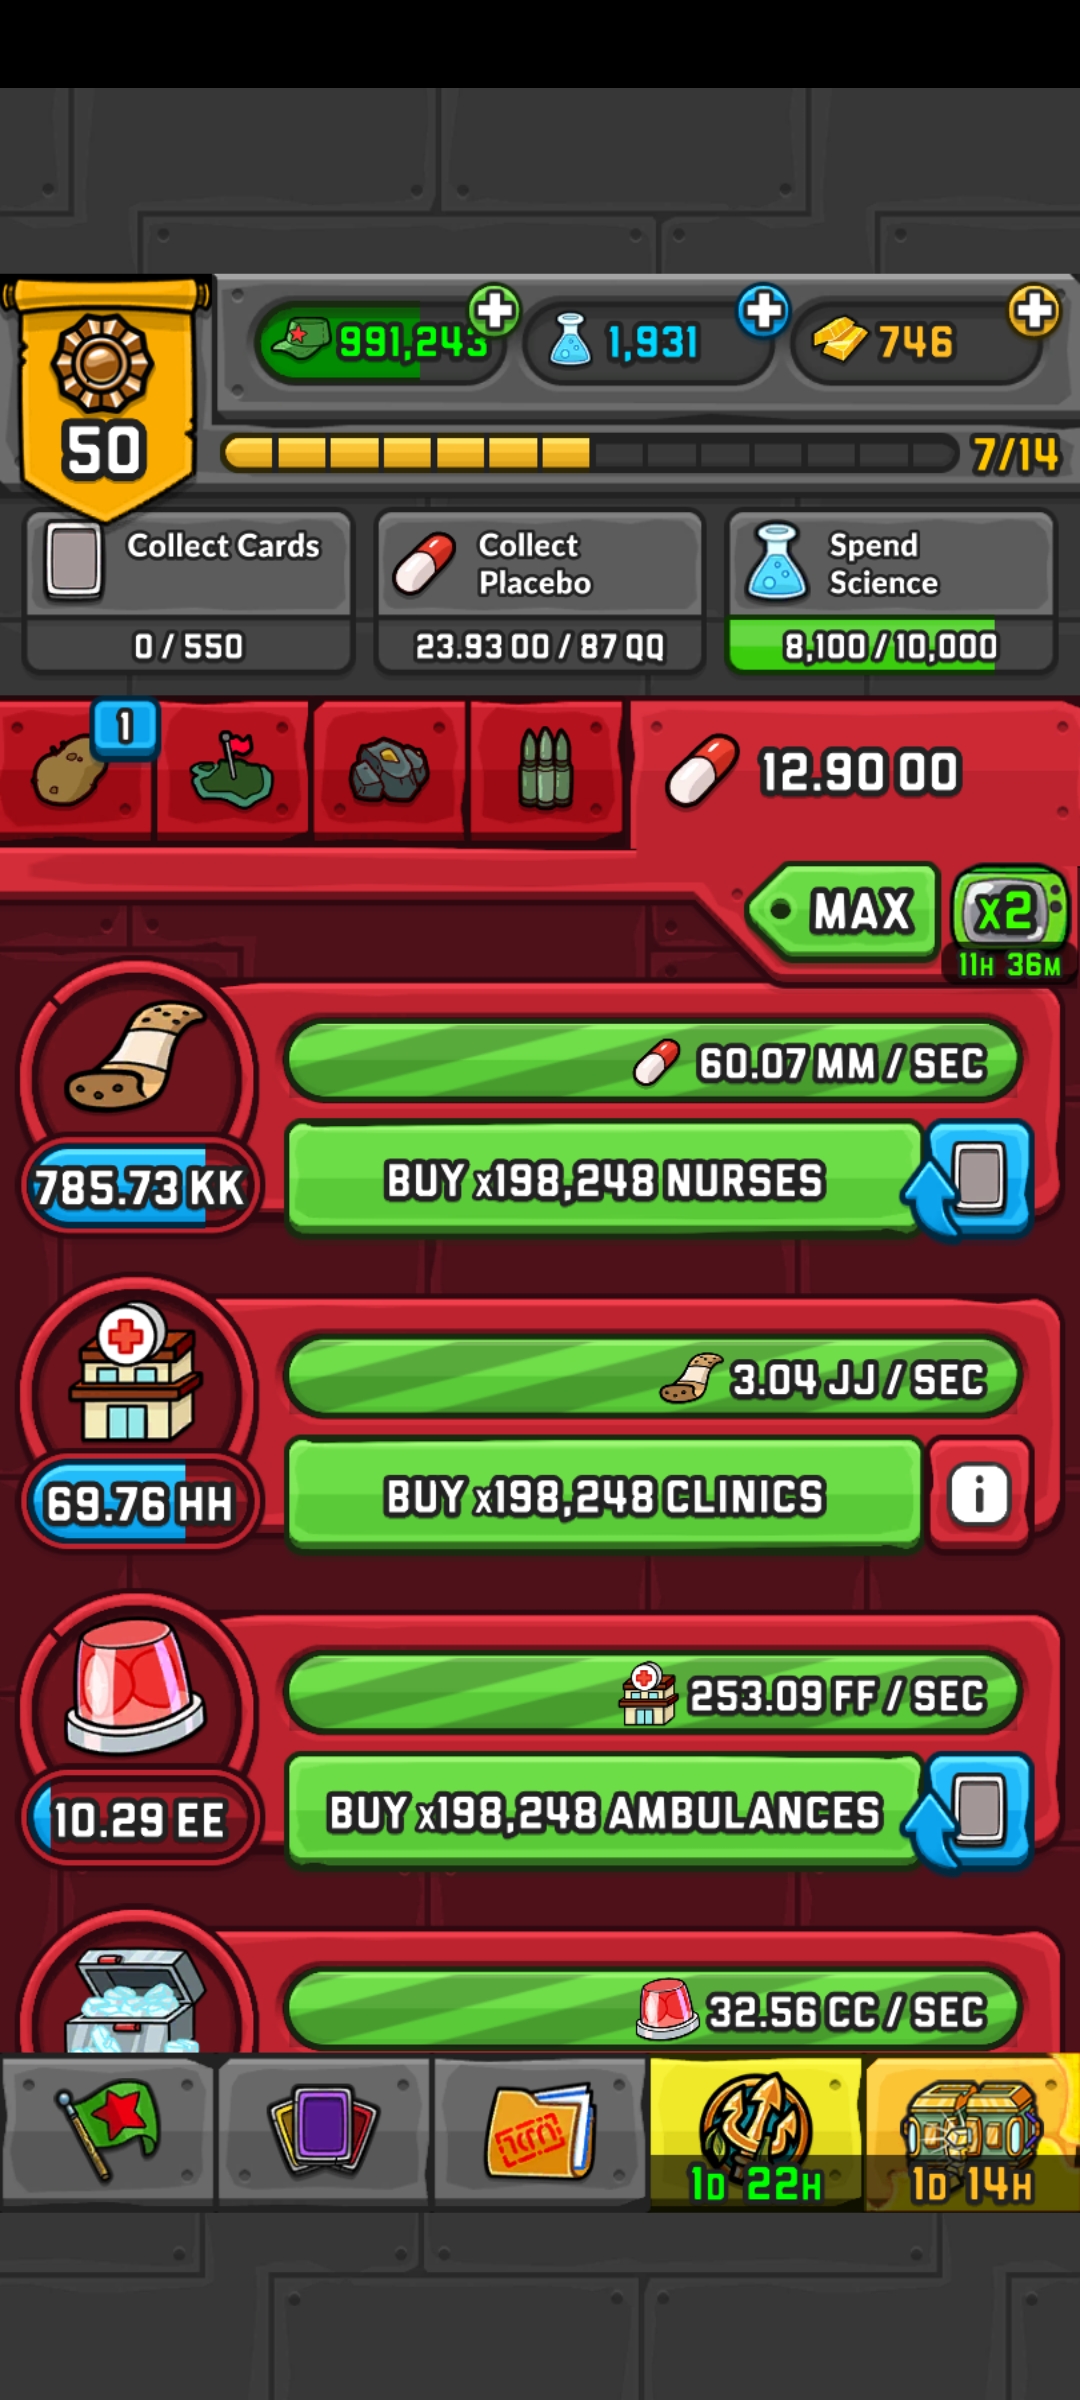 991,243
1,931
746
50
7/14
Collect Cards
0 / 550
Collect
Placebo
23.93 OO / 87 QQ
Spend
Science
8,100 / 10,000
1
12.90 OO
MAX
x2
11H 36M
60.07 MM / SEC
785.73 KK
BUY x198,248 NURSES
3.04 JJ / SEC
69.76 HH
BUY x198,248 CLINICS
i
253.09 FF / SEC
10.29 EE
BUY x198,248 AMBULANCES
32.56 CC / SEC
1D 22H
1D 14H